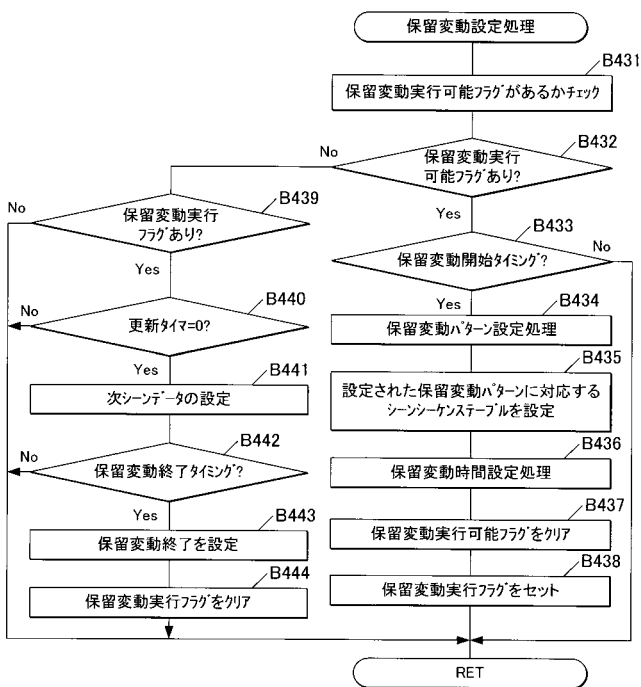 保留変動設定処理
B431
保留変動実行可能フラグがあるかチェック
B432
保留変動実行
可能フラグあり?
No
Yes
B439
保留変動実行
フラグあり?
No
Yes
B433
保留変動開始タイミング?
No
Yes
B440
更新タイマ=0?
No
Yes
B434
保留変動パターン設定処理
B441
次シーンデータの設定
B435
設定された保留変動パターンに対応する
シーンシーケンステーブルを設定
B442
保留変動終了タイミング?
No
Yes
B436
保留変動時間設定処理
B443
保留変動終了を設定
B437
保留変動実行可能フラグをクリア
B444
保留変動実行フラグをクリア
B438
保留変動実行フラグをセット
RET